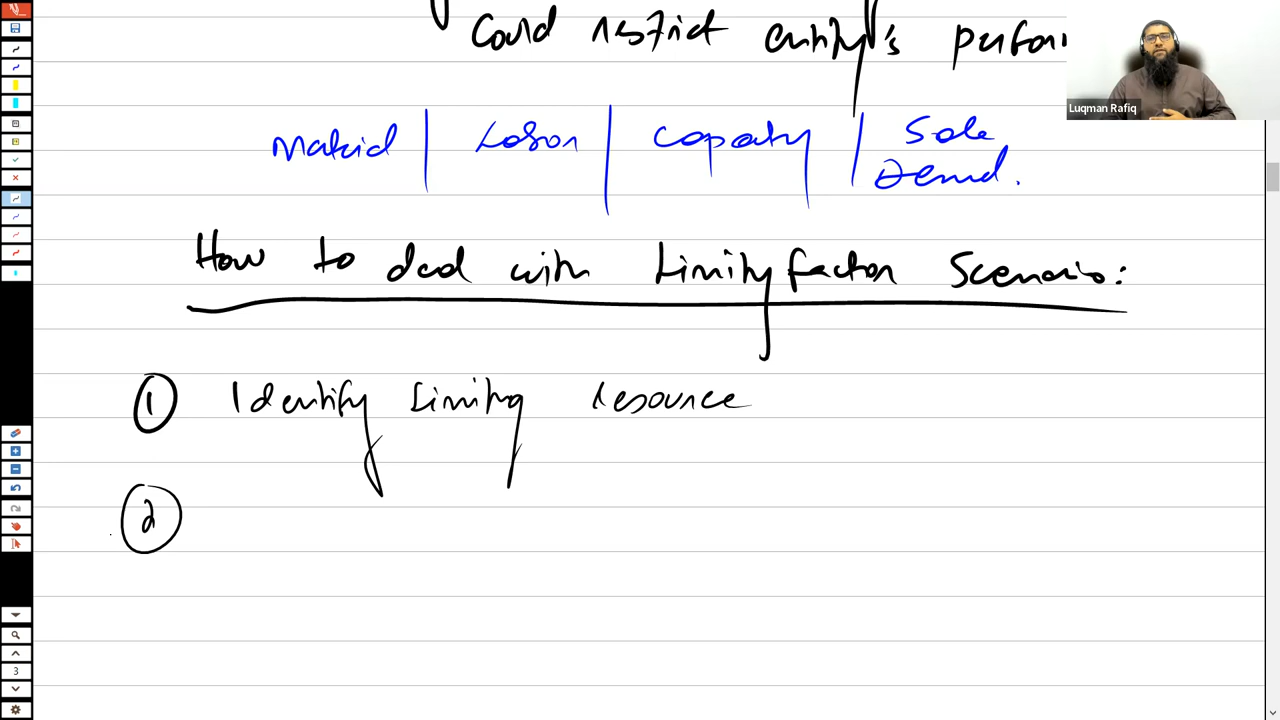 could restrict entity's perfor
Material | Labour | Capacity | Sale
Demand.
How to deal with Limiting factor Scenario:
① Identify Limiting resource
②
Luqman Rafiq
3